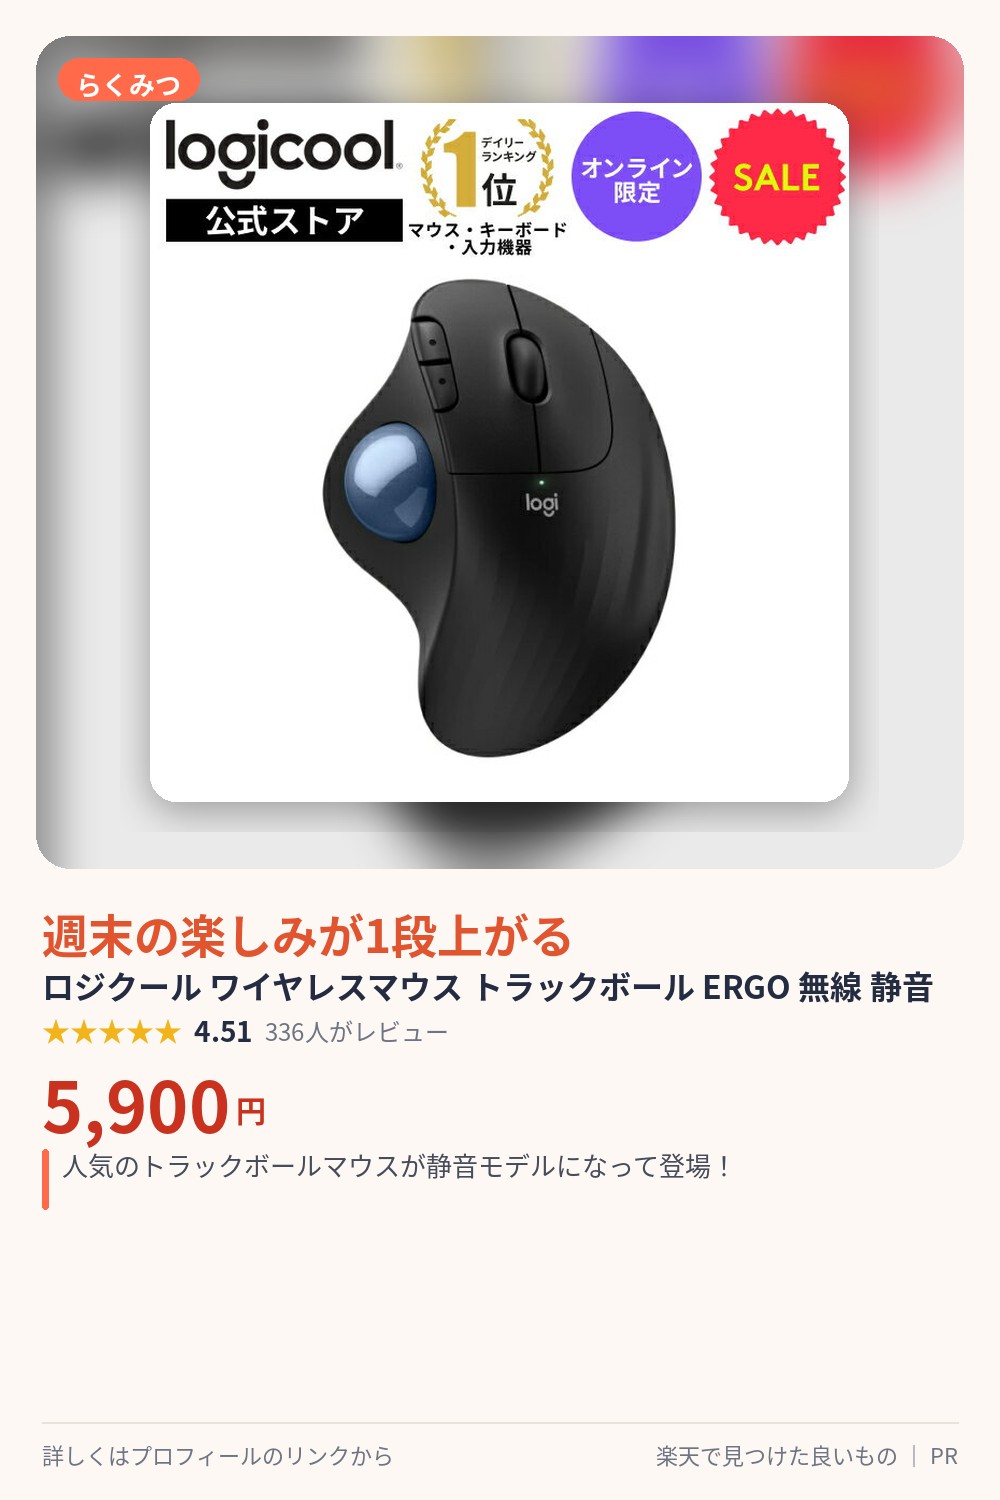 らくみつ
logicool
公式ストア
1位
デイリー
ランキング
マウス・キーボード
・入力機器
オンライン
限定
SALE
logi
週末の楽しみが1段上がる
ロジクール ワイヤレスマウス トラックボール ERGO 無線 静音
★★★★★ 4.51 336人がレビュー
5,900円
人気のトラックボールマウスが静音モデルになって登場！
詳しくはプロフィールのリンクから
楽天で見つけた良いもの ｜ PR